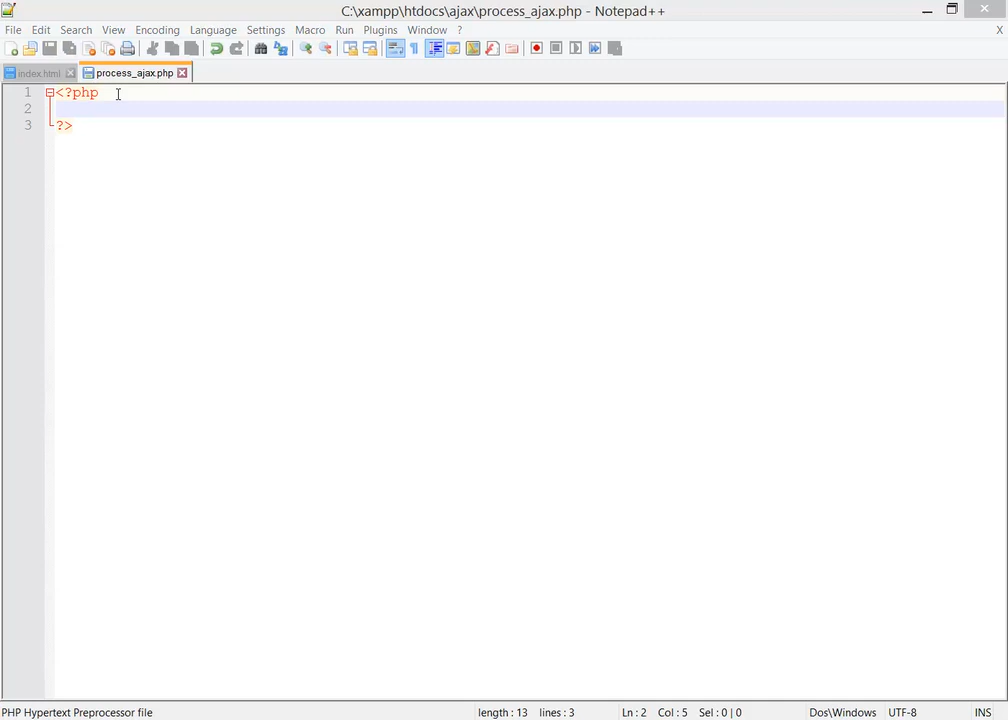 C:\xampp\htdocs\ajax\process_ajax.php - Notepad++
File Edit Search View Encoding Language Settings Macro Run Plugins Window ? X
index.html process_ajax.php
1 <?php
2
3 ?>
PHP Hypertext Preprocessor file length : 13 lines : 3 Ln : 2 Col : 5 Sel : 0 | 0 Dos\Windows UTF-8 INS